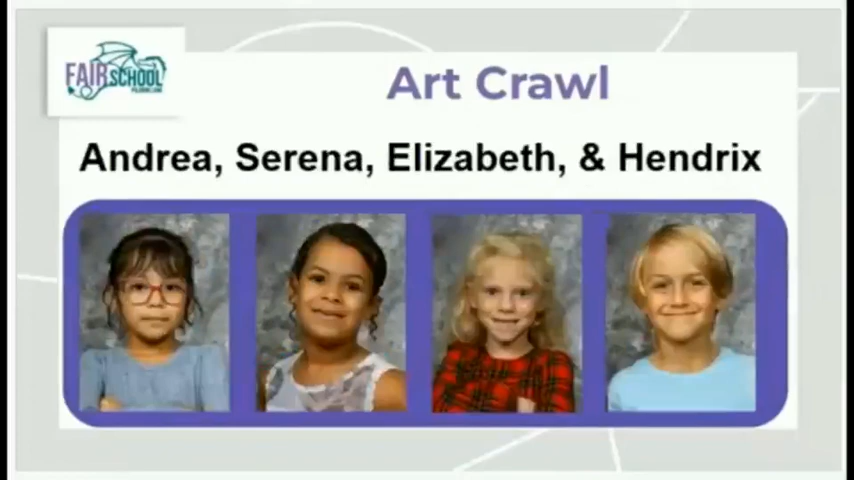 FAIR SCHOOL
Art Crawl
Andrea, Serena, Elizabeth, & Hendrix